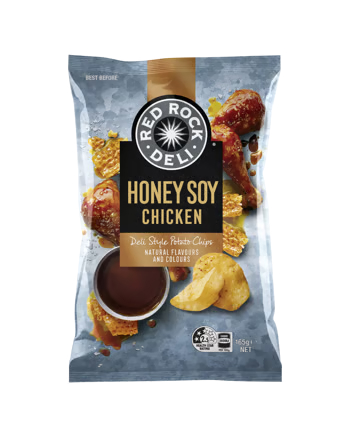 BEST BEFORE
RED ROCK
DELI
®
HONEY SOY
CHICKEN
Deli Style Potato Chips
NATURAL FLAVOURS
AND COLOURS
165g
NET